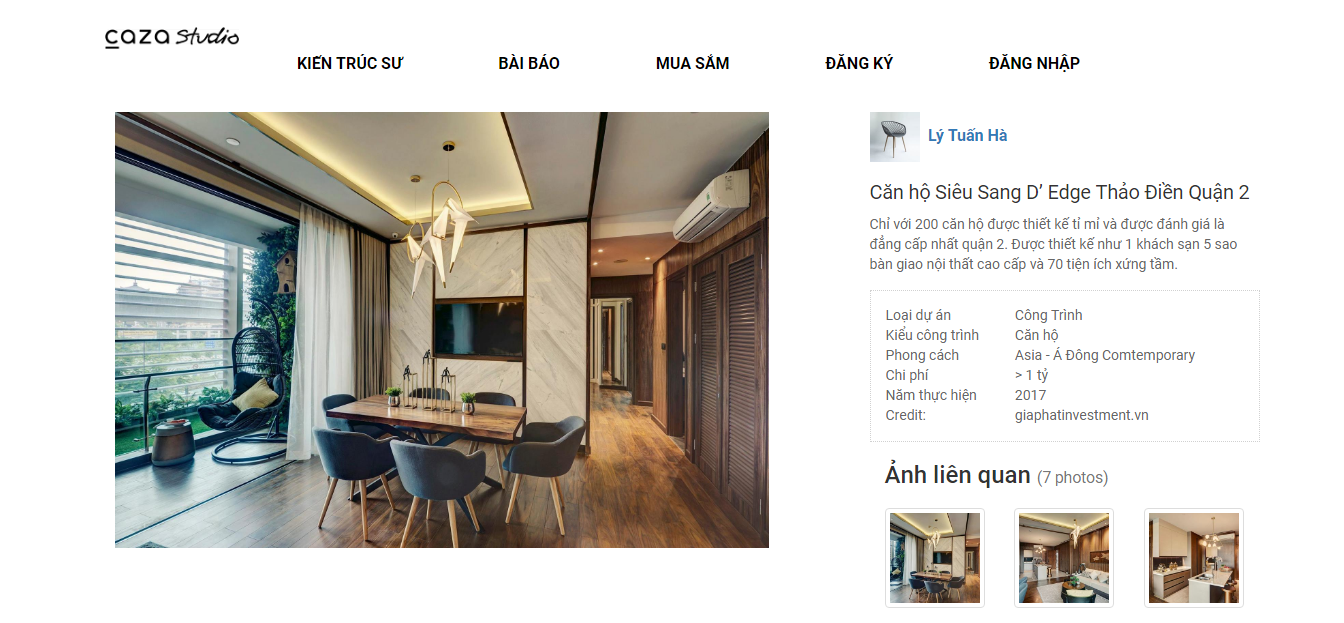 caza Studio
KIẾN TRÚC SƯ
BÀI BÁO
MUA SẮM
ĐĂNG KÝ
ĐĂNG NHẬP
Lý Tuấn Hà
Căn hộ Siêu Sang D’ Edge Thảo Điền Quận 2
Chỉ với 200 căn hộ được thiết kế tỉ mỉ và được đánh giá là
đẳng cấp nhất quận 2. Được thiết kế như 1 khách sạn 5 sao
bàn giao nội thất cao cấp và 70 tiện ích xứng tầm.
Loại dự án Công Trình
Kiểu công trình Căn hộ
Phong cách Asia - Á Đông Comtemporary
Chi phí > 1 tỷ
Năm thực hiện 2017
Credit: giaphatinvestment.vn
Ảnh liên quan (7 photos)